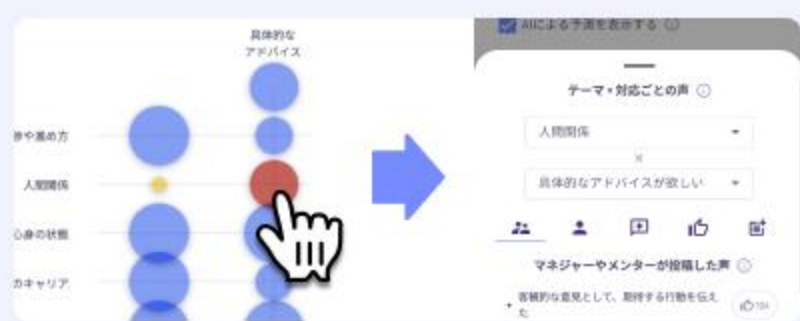 具体的な
アドバイス
や進め方
人間関係
心身の状態
のキャリア
AIによる予測を表示する
テーマ・対応ごとの声
人間関係
×
具体的なアドバイスが欲しい
マネジャーやメンターが投稿した声
客観的な意見として、期待する行動を伝え
た